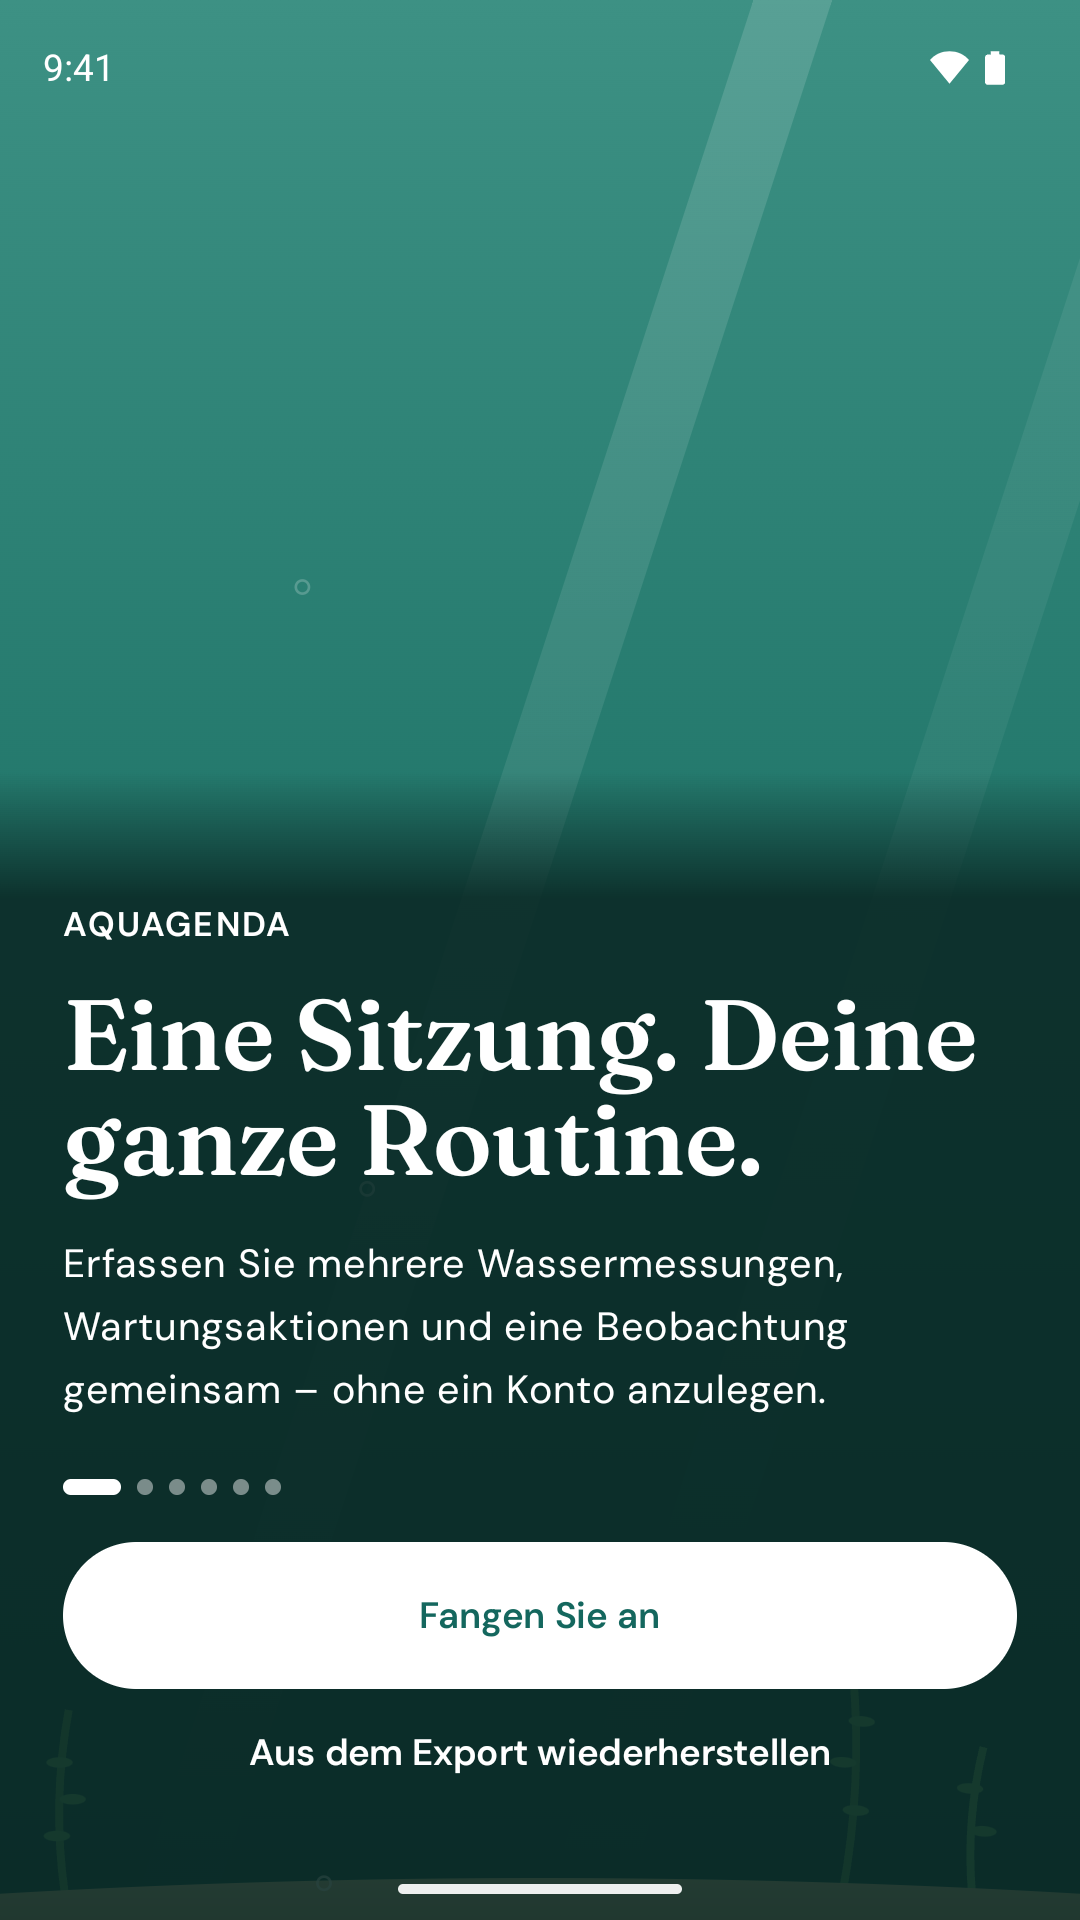 9:41
AQUAGENDA
Eine Sitzung. Deine
ganze Routine.
Erfassen Sie mehrere Wassermessungen,
Wartungsaktionen und eine Beobachtung
gemeinsam – ohne ein Konto anzulegen.
Fangen Sie an
Aus dem Export wiederherstellen